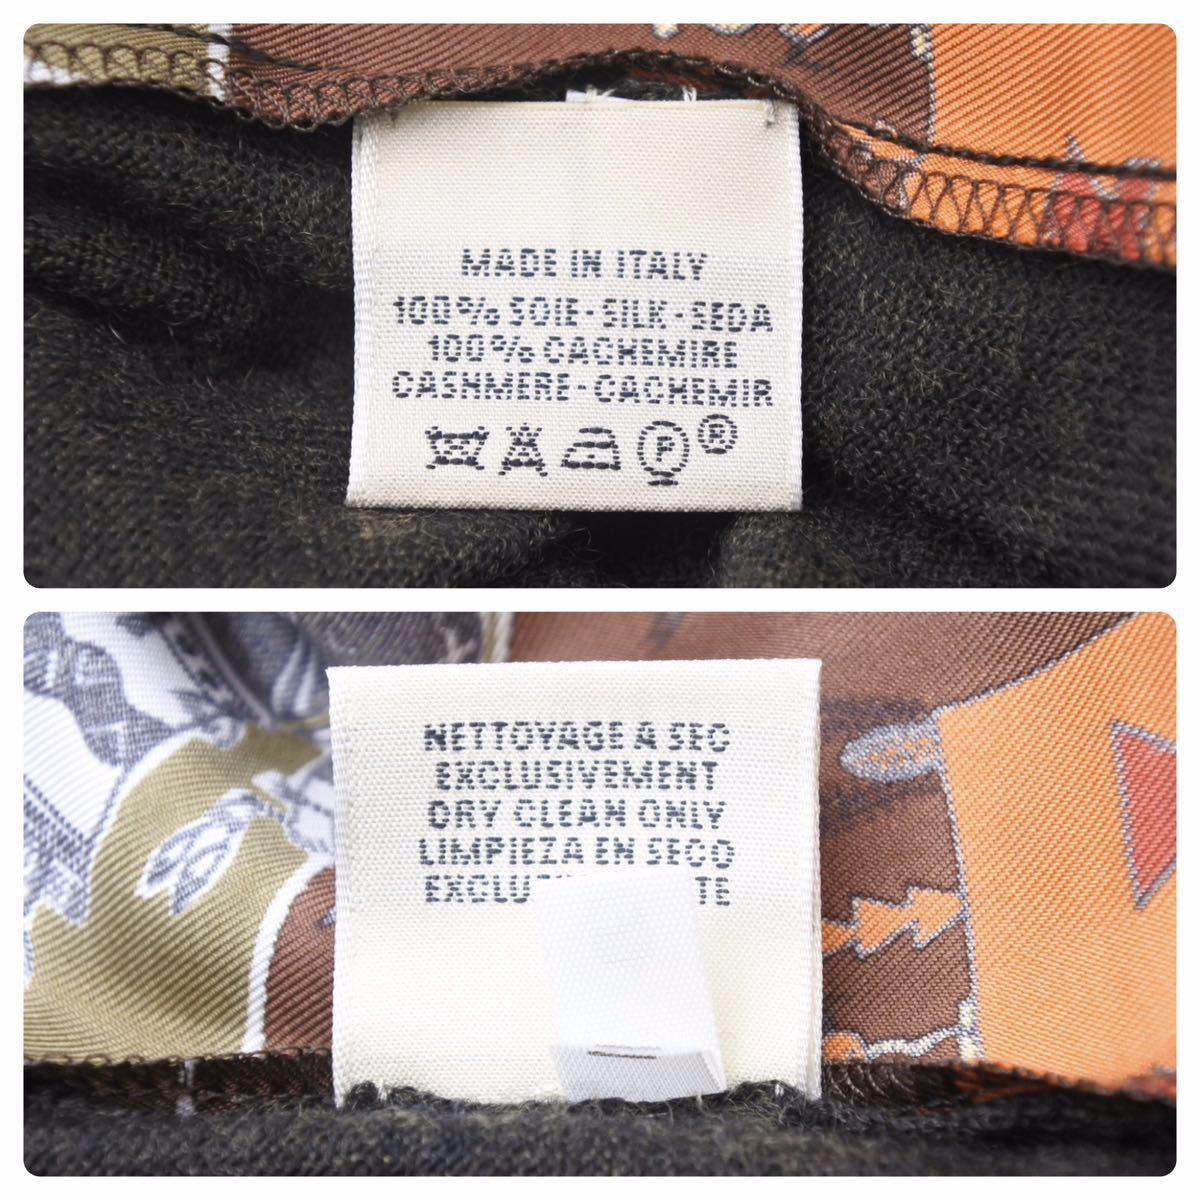 MADE IN ITALY
100% SOIE-SILK-SEDA
100% CACHEMIRE
CASHMERE-CACHEMIR
P ®
NETTOYAGE A SEC
EXCLUSIVEMENT
DRY CLEAN ONLY
LIMPIEZA EN SECO